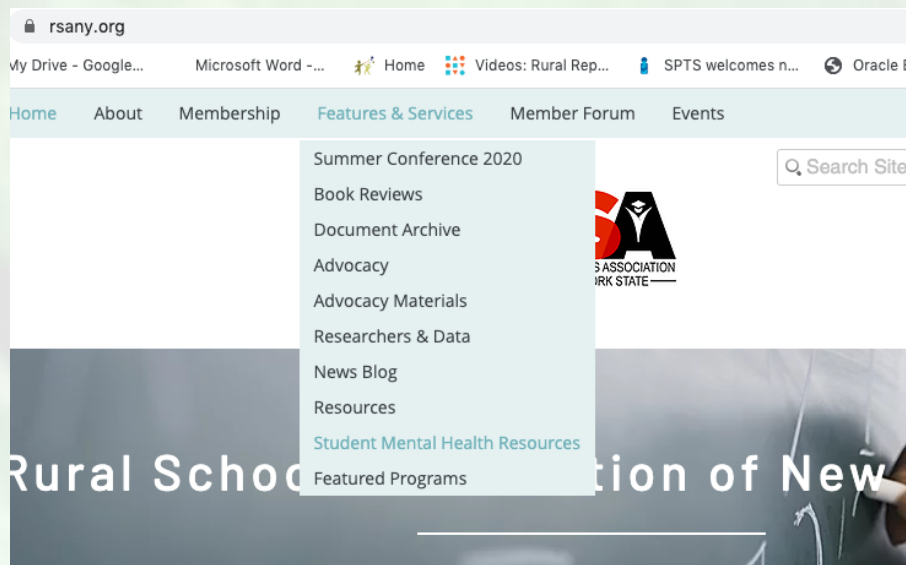 rsany.org
My Drive - Google... Microsoft Word -... Home Videos: Rural Rep... SPTS welcomes n... Oracle
Home About Membership Features & Services Member Forum Events
Summer Conference 2020
Search Site
Book Reviews
Document Archive
Advocacy
SA
S ASSOCIATION
RK STATE
Advocacy Materials
Researchers & Data
News Blog
Resources
Student Mental Health Resources
Featured Programs
Rural Schoo tion of New